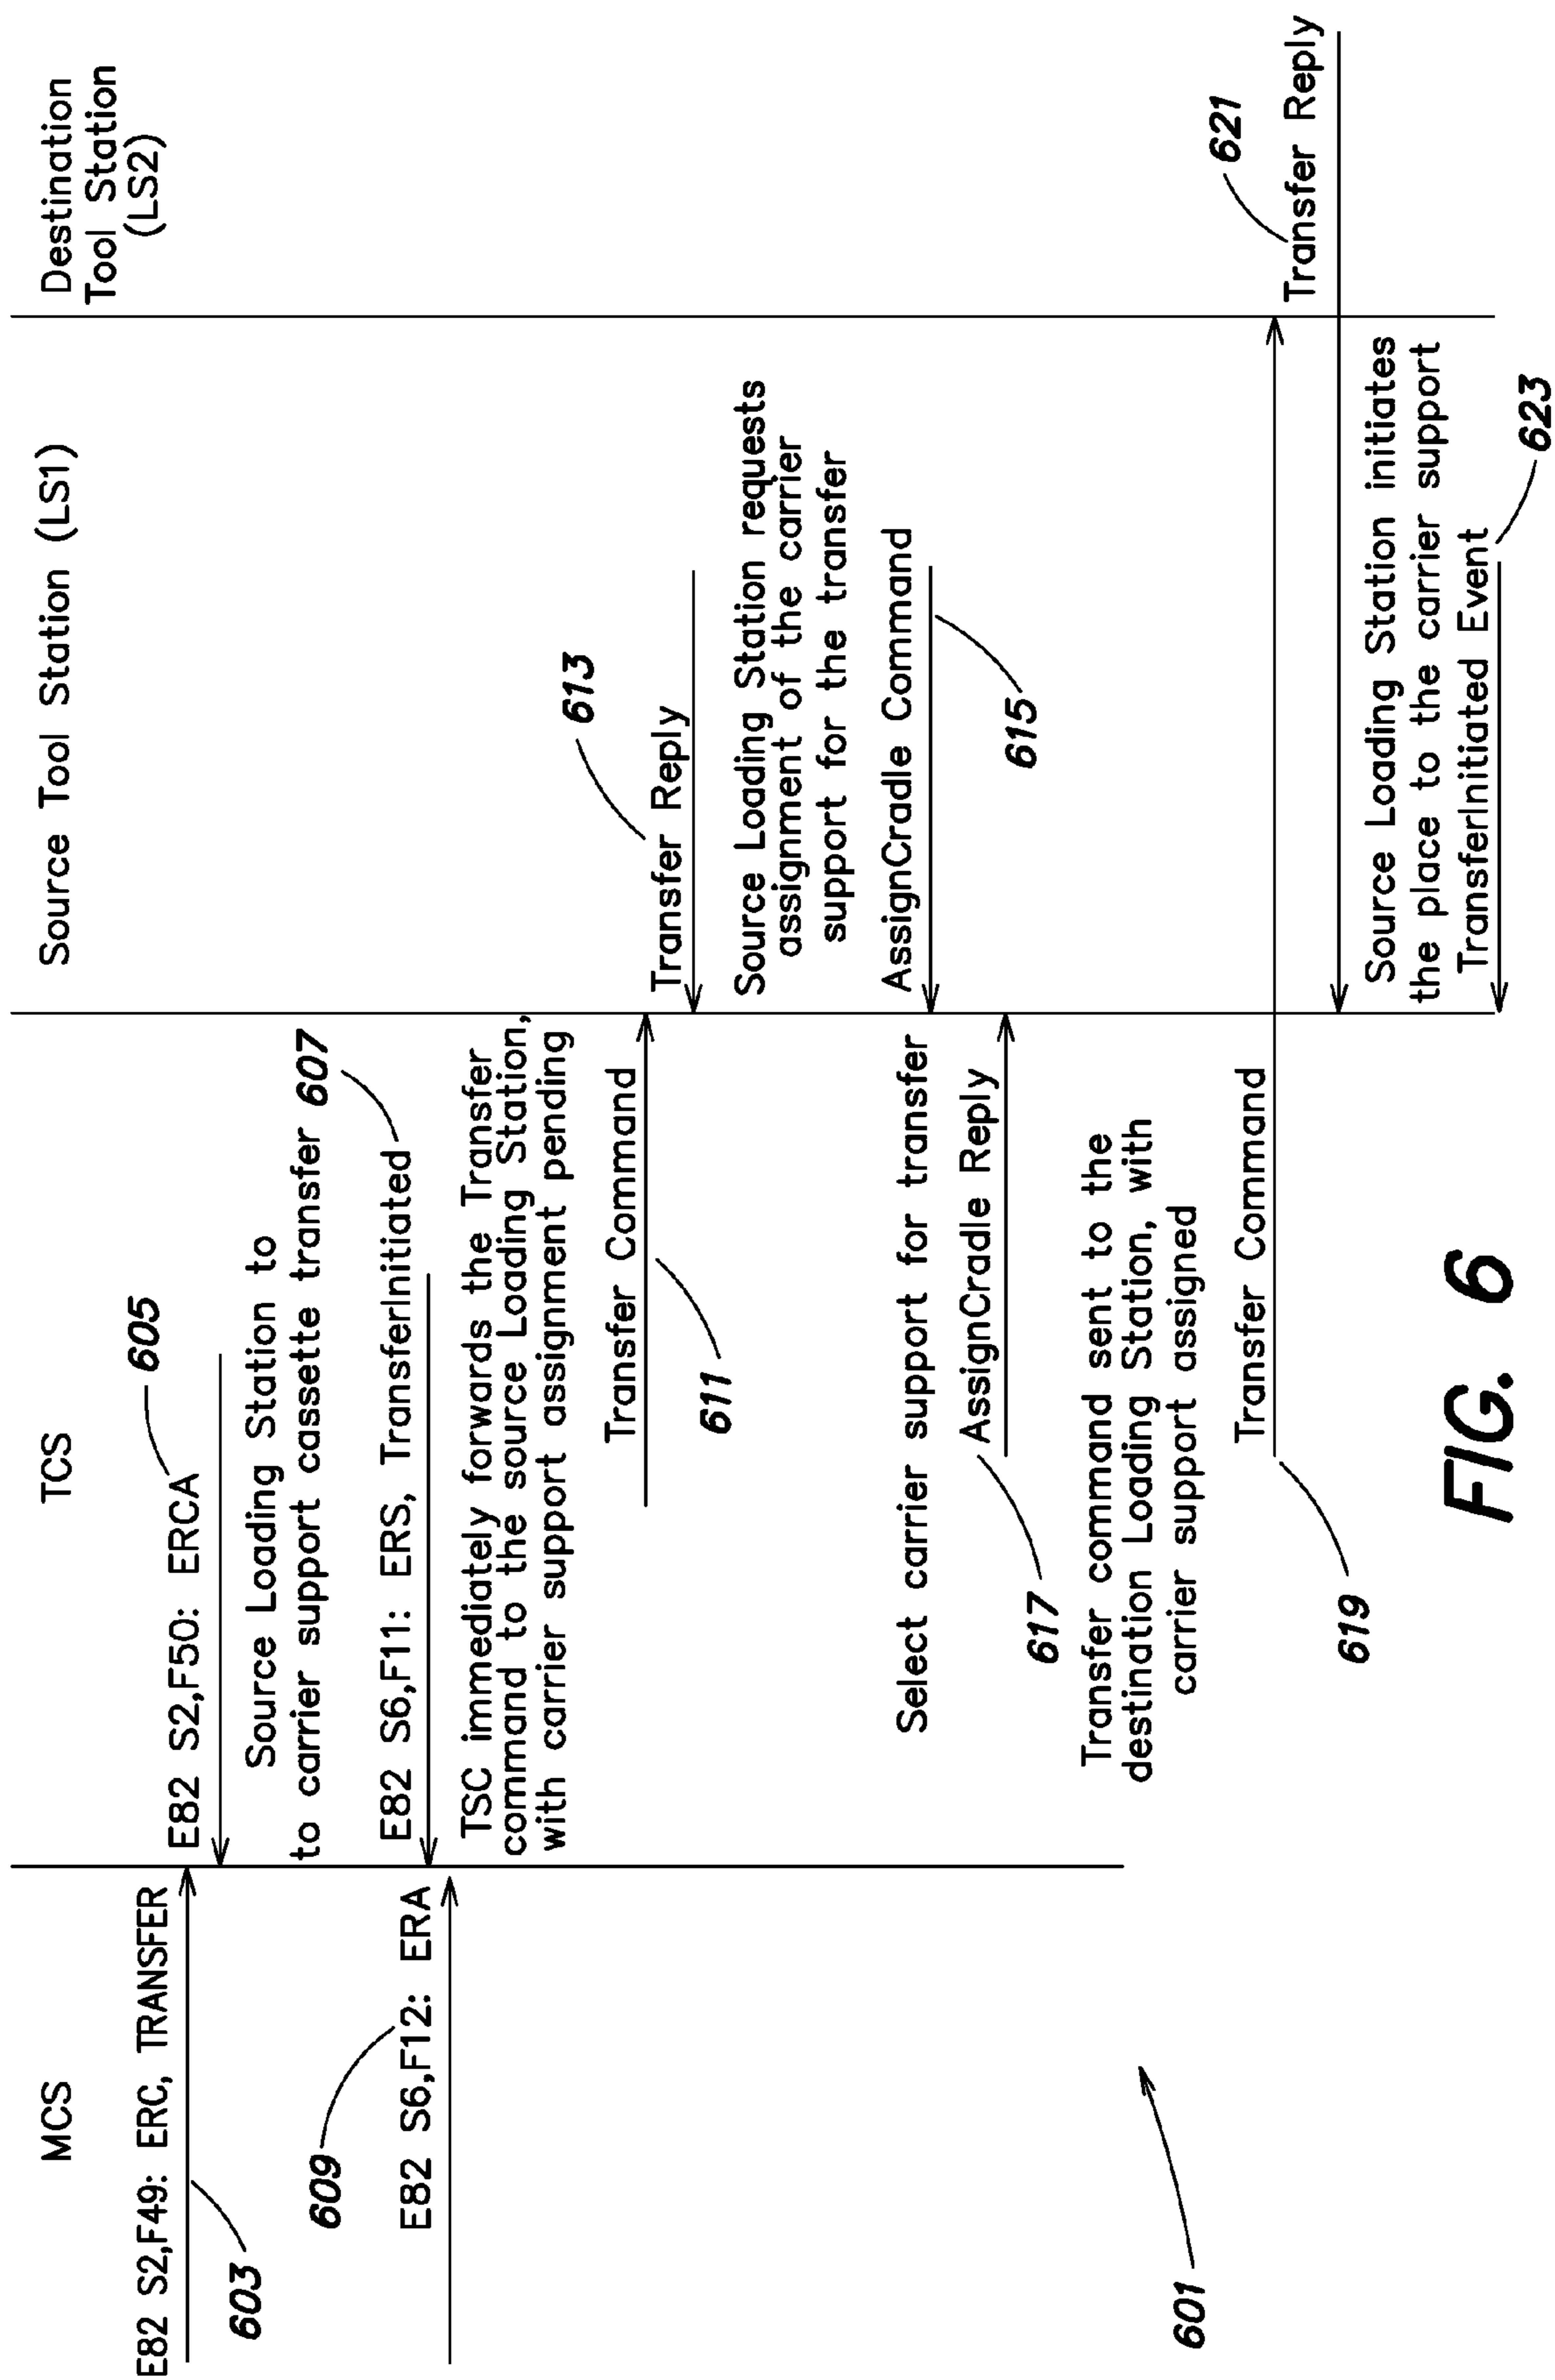 MCS
TCS
Source Tool Station (LS1)
Destination
Tool Station
(LS2)
E82 S2,F49: ERC, TRANSFER
603
E82 S2,F50: ERCA
605
Source Loading Station to
to carrier support cassette transfer
607
E82 S6,F11: ERS, TransferInitiated
609
E82 S6,F12: ERA
TSC immediately forwards the Transfer
command to the source Loading Station,
with carrier support assignment pending
Transfer Command
611
613
Transfer Reply
Source Loading Station requests
assignment of the carrier
support for the transfer
AssignCradle Command
615
Select carrier support for transfer
AssignCradle Reply
617
Transfer command sent to the
destination Loading Station, with
carrier support assigned
Transfer Command
619
621
Transfer Reply
Source Loading Station initiates
the place to the carrier support
TransferInitiated Event
623
601
FIG. 6